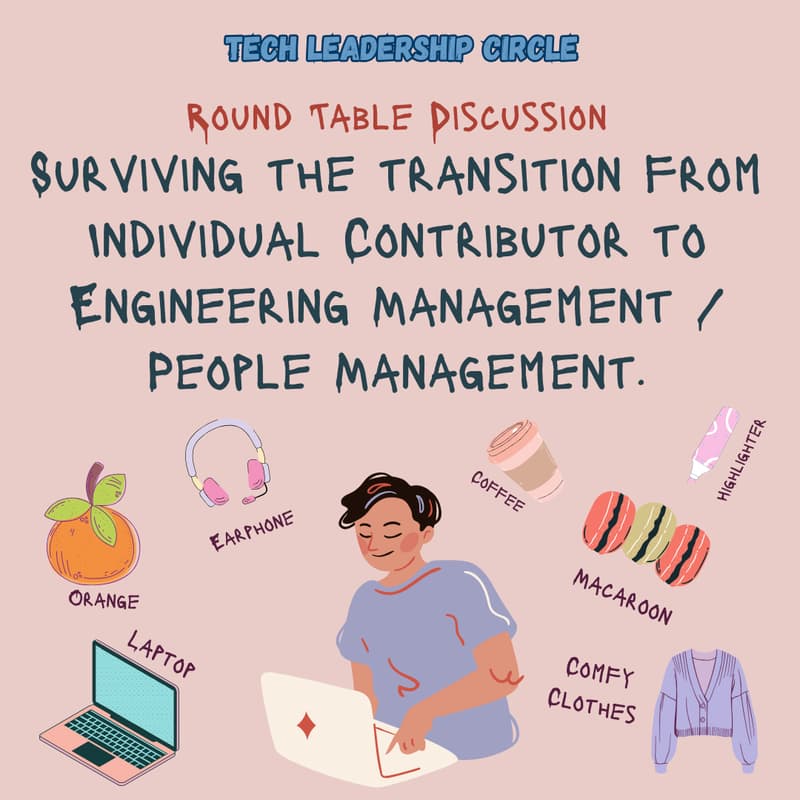 TECH LEADERSHIP CIRCLE
ROUND TABLE DISCUSSION
SURVIVING THE TRANSITION FROM
INDIVIDUAL CONTRIBUTOR TO
ENGINEERING MANAGEMENT /
PEOPLE MANAGEMENT.
HIGHLIGHTER
COFFEE
EARPHONE
ORANGE
MACAROON
LAPTOP
COMFY
CLOTHES